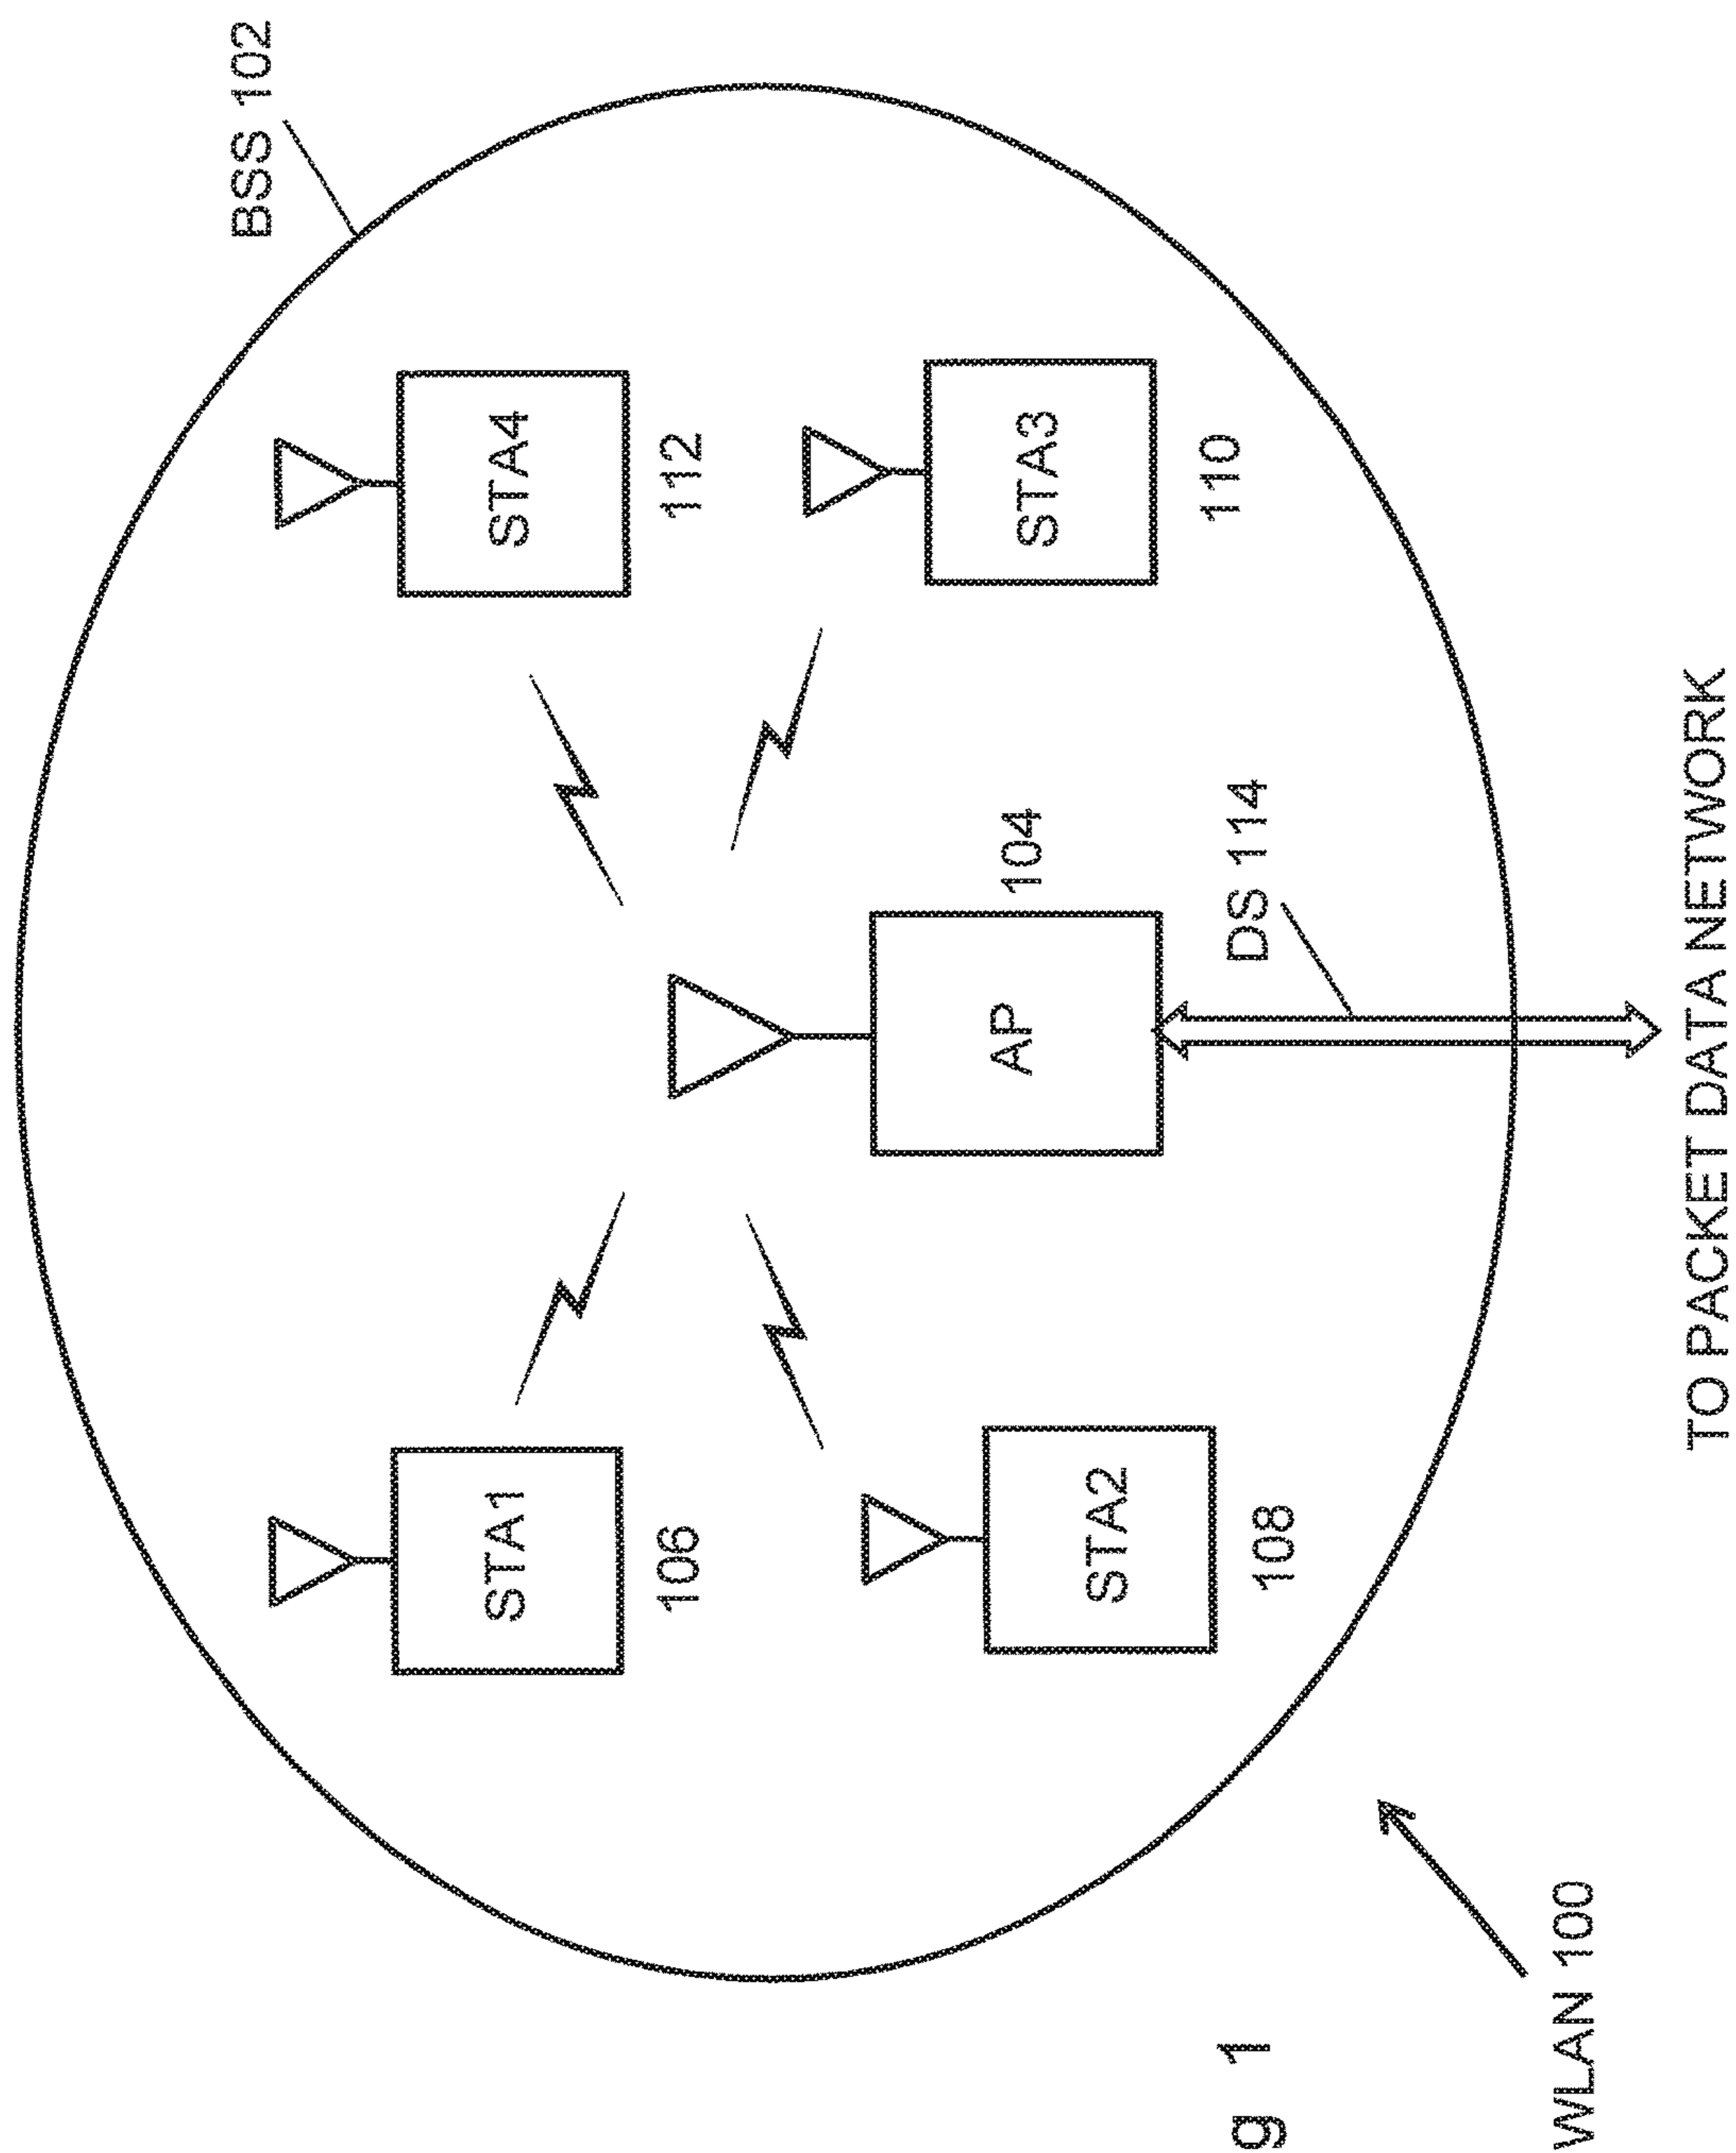 BSS 102
STA1
STA4
106
112
AP
104
STA3
STA2
110
DS 114
108
g 1
WLAN 100
TO PACKET DATA NETWORK